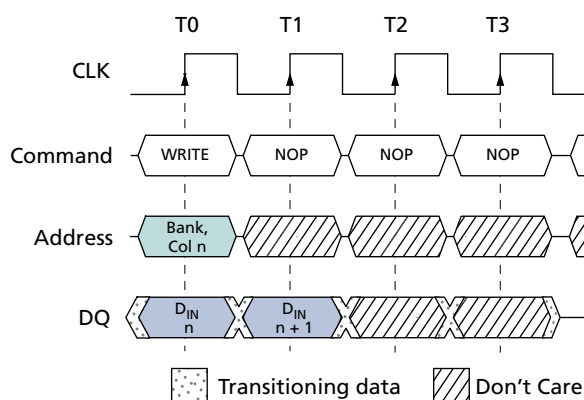 T0 T1 T2 T3
CLK
Command WRITE NOP NOP NOP
Address Bank,
Col n
DQ DIN
n
DIN
n + 1
Transitioning data Don't Care